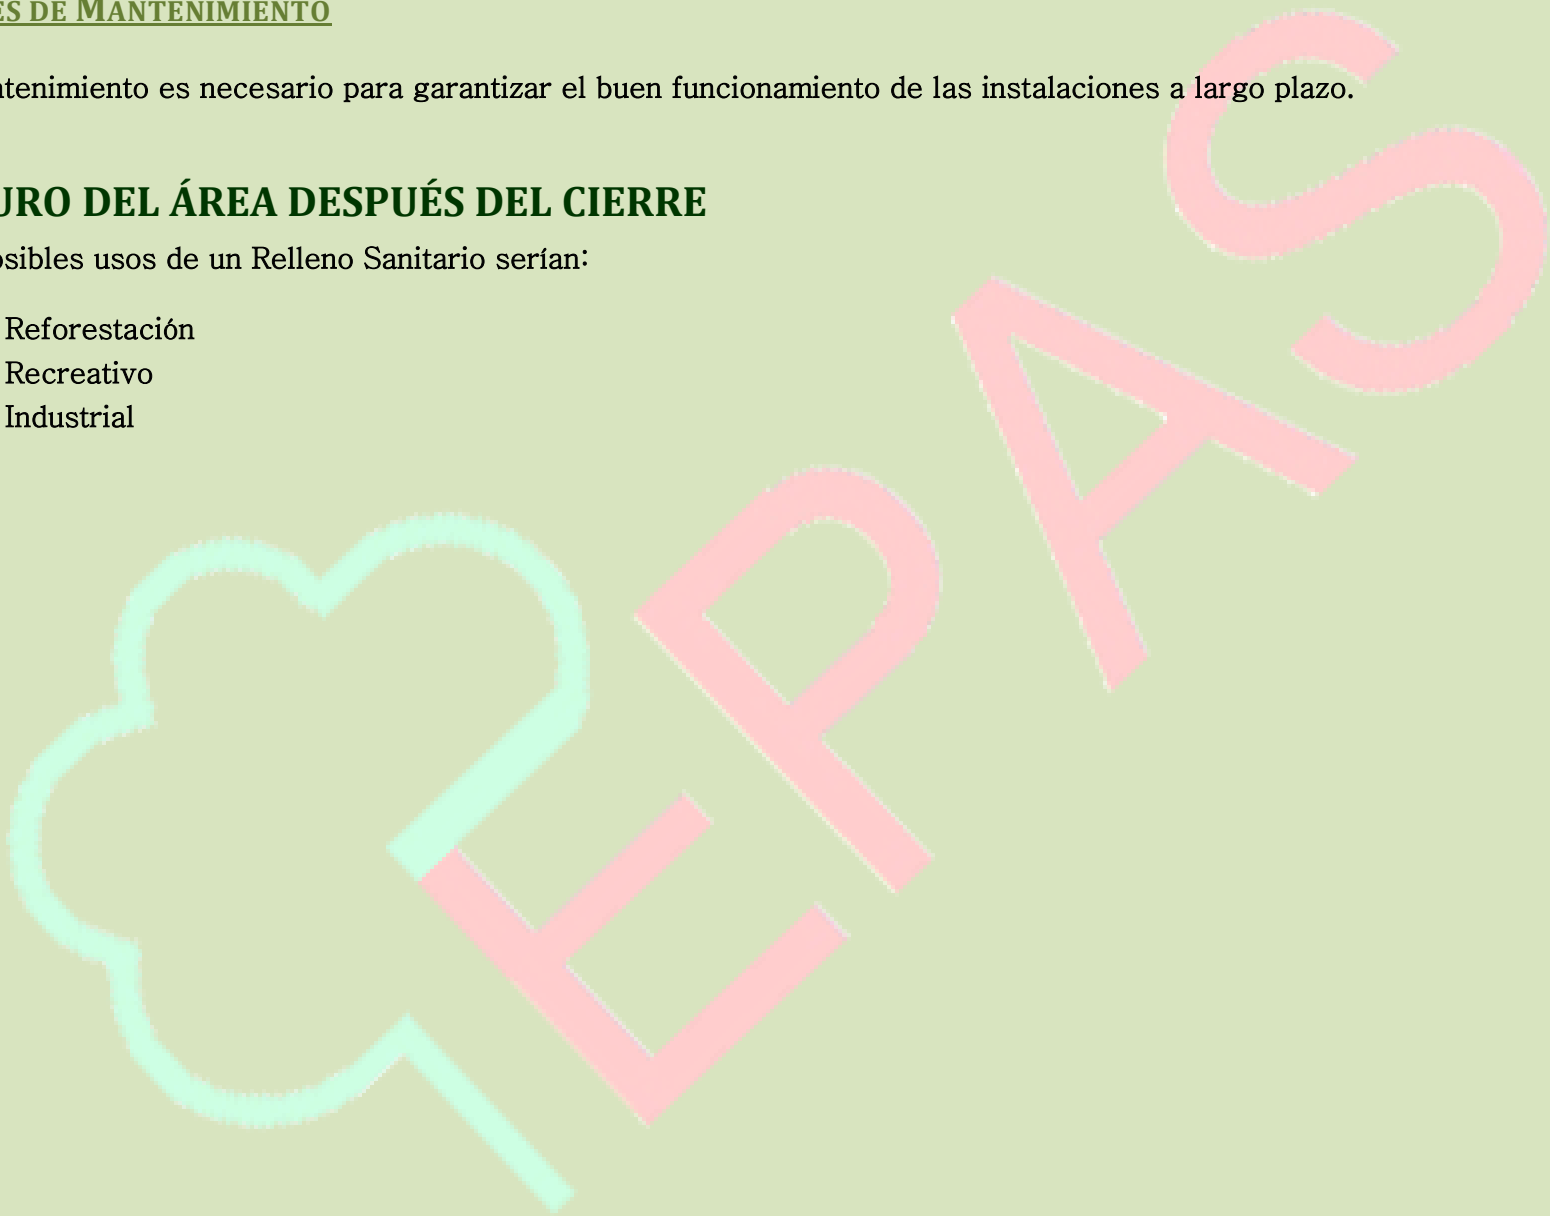 ES DE MANTENIMIENTO
ntenimiento es necesario para garantizar el buen funcionamiento de las instalaciones a largo plazo.
URO DEL ÁREA DESPUÉS DEL CIERRE
osibles usos de un Relleno Sanitario serían:
Reforestación
Recreativo
Industrial
EPAS